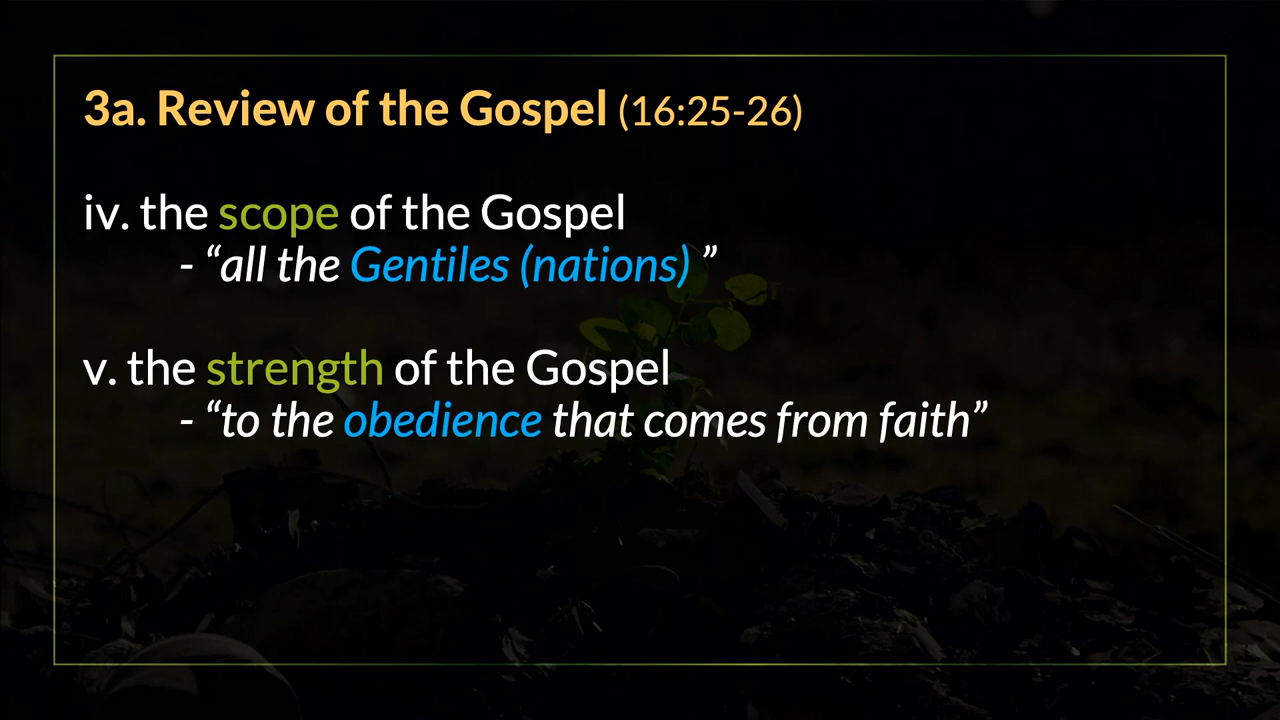 3a. Review of the Gospel (16:25-26)
iv. the scope of the Gospel
- “all the Gentiles (nations) ”
v. the strength of the Gospel
- “to the obedience that comes from faith”